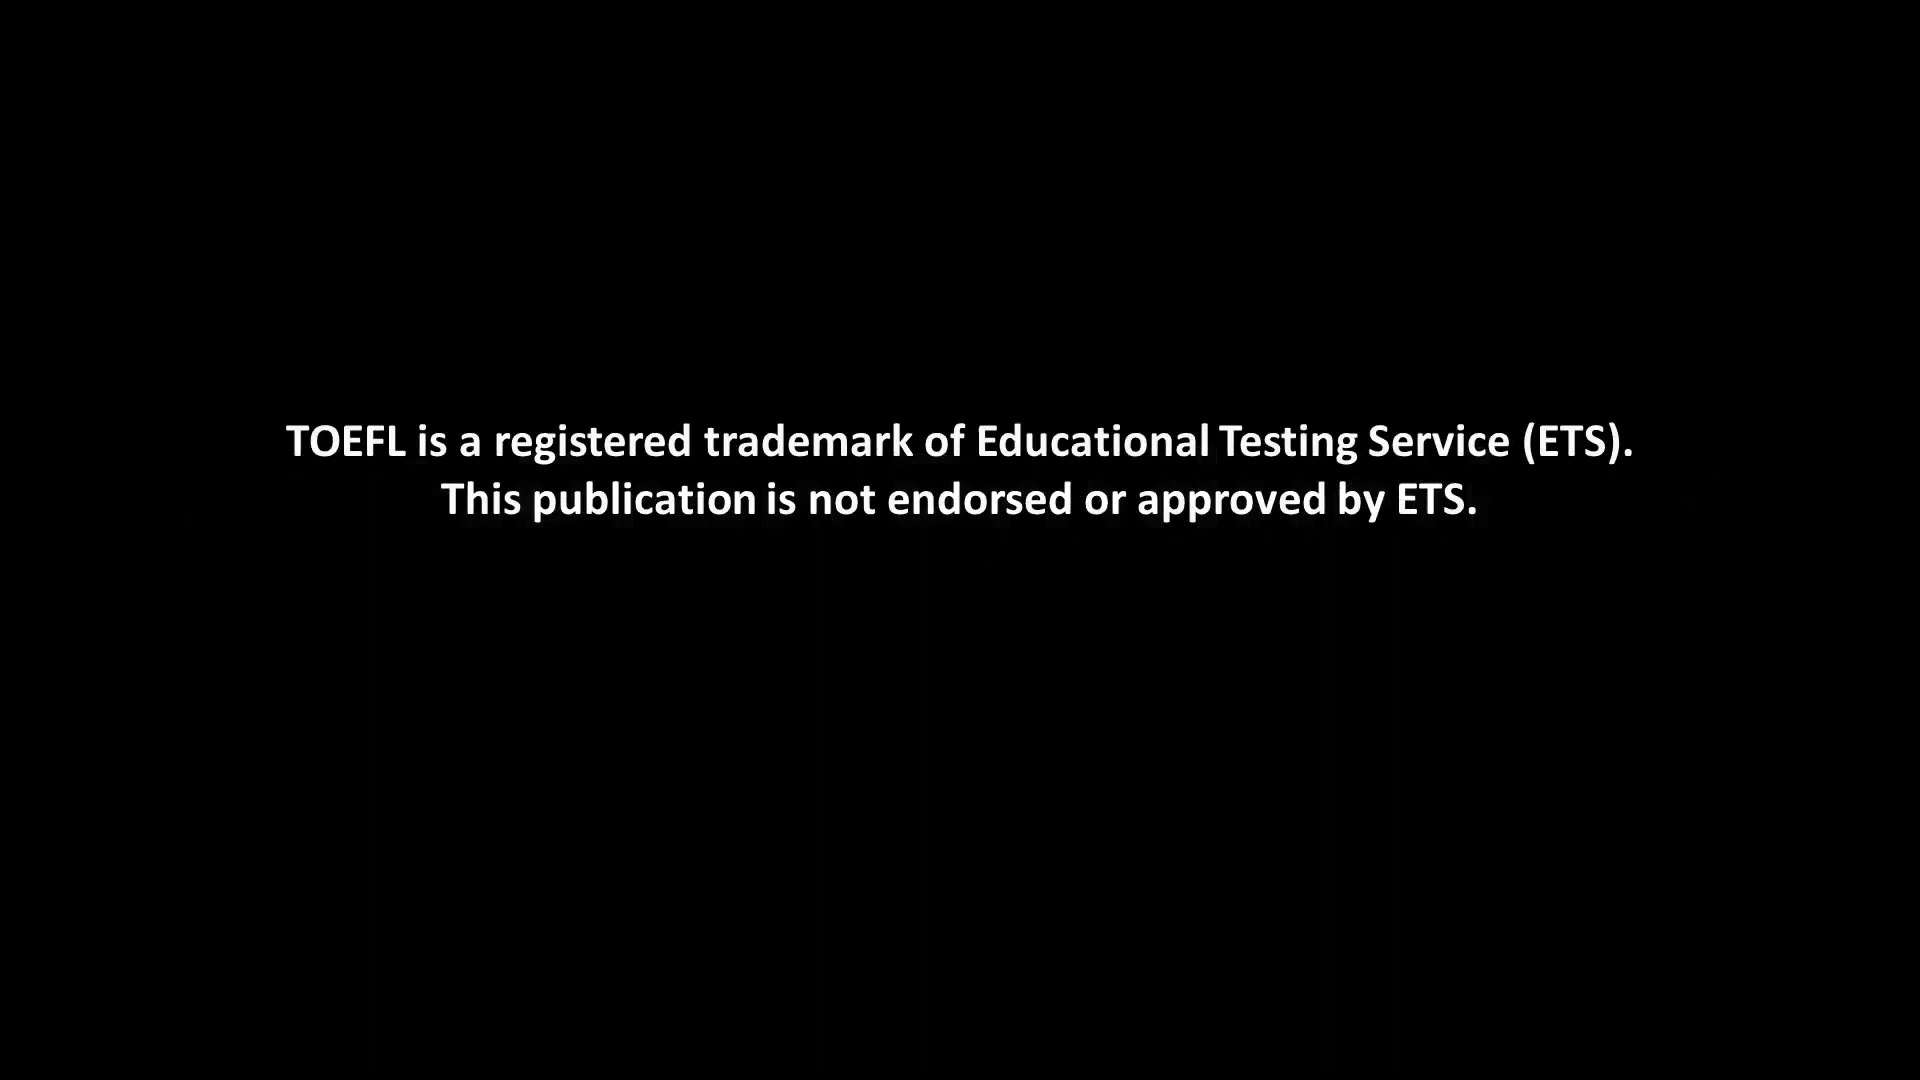 TOEFL is a registered trademark of Educational Testing Service (ETS).
This publication is not endorsed or approved by ETS.